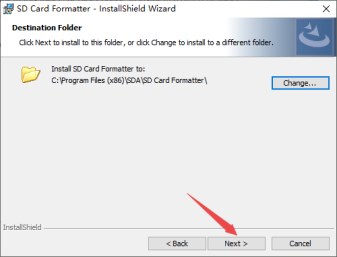 SD Card Formatter - InstallShield Wizard
Destination Folder
Click Next to install to this folder, or click Change to install to a different folder.
Install SD Card Formatter to:
C:\Program Files (x86)\SDA\SD Card Formatter\
Change...
InstallShield
< Back
Next >
Cancel